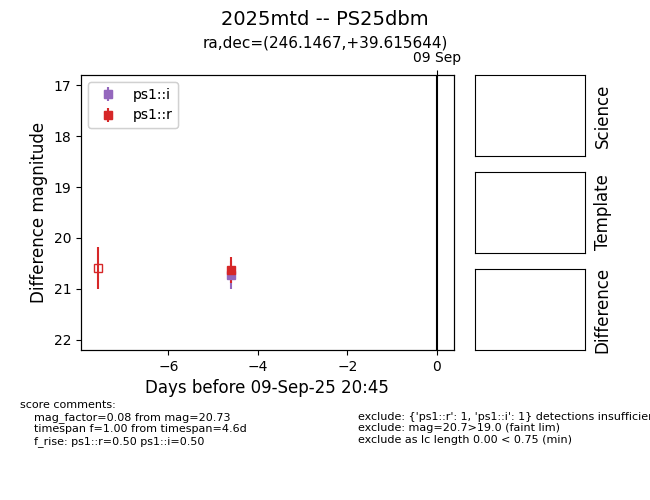 2025mtd -- PS25dbm
ra,dec=(246.1467,+39.615644)
09 Sep
ps1::i
ps1::r
17
18
19
20
21
22
Difference magnitude
−6
−4
−2
0
Days before 09-Sep-25 20:45
Science
Template
Difference
score comments:
mag_factor=0.08 from mag=20.73
timespan f=1.00 from timespan=4.6d
f_rise: ps1::r=0.50 ps1::i=0.50
exclude: {'ps1::r': 1, 'ps1::i': 1} detections insufficie
exclude: mag=20.7>19.0 (faint lim)
exclude as lc length 0.00 < 0.75 (min)